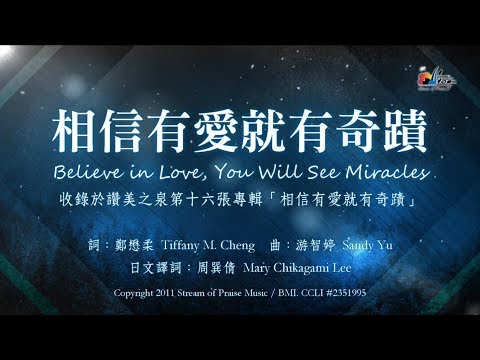 Stream of Praise
相信有愛就有奇蹟
Believe in Love, You Will See Miracles
收錄於讚美之泉第十六張專輯「相信有愛就有奇蹟」
詞：鄭懋柔 Tiffany M. Cheng 曲：游智婷 Sandy Yu
日文譯詞：周巽倩 Mary Chikagami Lee
Copyright 2011 Stream of Praise Music / BMI. CCLI #2351995